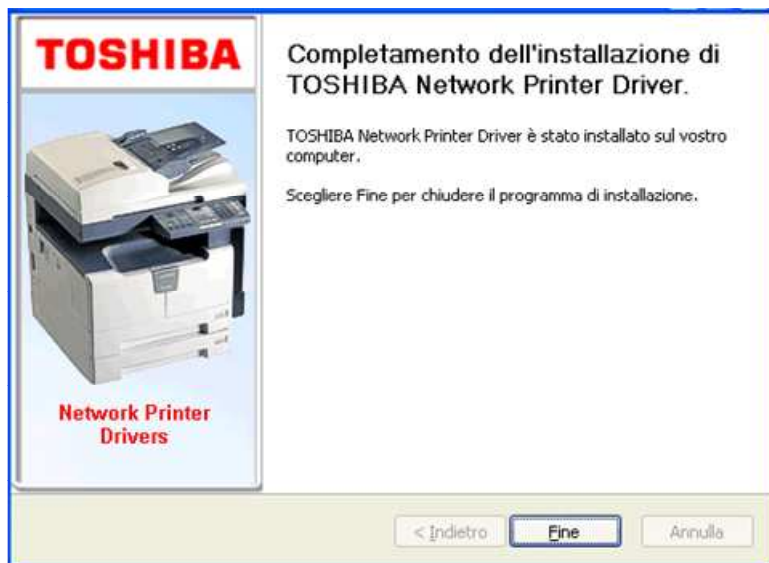 TOSHIBA
Network Printer
Drivers
Completamento dell'installazione di
TOSHIBA Network Printer Driver.
TOSHIBA Network Printer Driver è stato installato sul vostro
computer.
Scegliere Fine per chiudere il programma di installazione.
< Indietro
Fine
Annulla